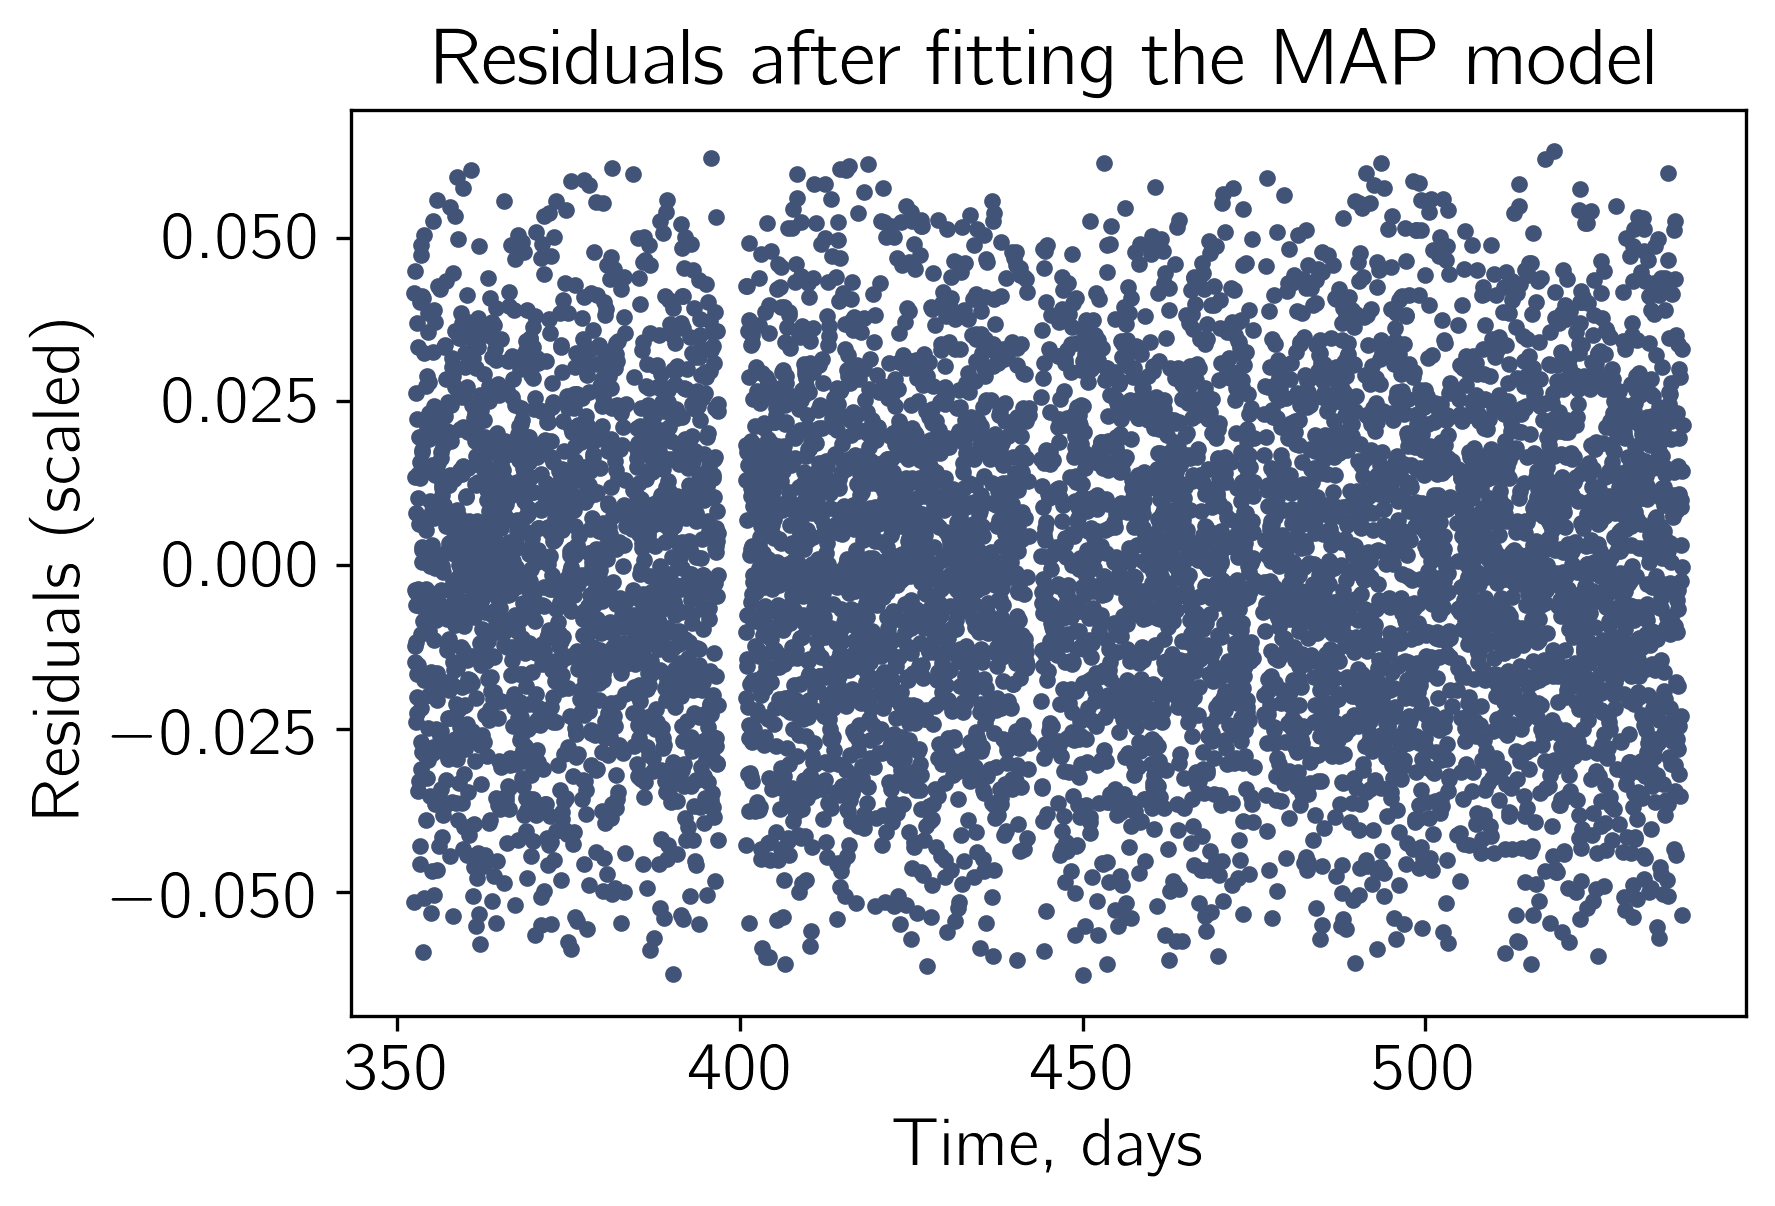 Residuals after fitting the MAP model
Residuals (scaled)
0.050
0.025
0.000
−0.025
−0.050
350 400 450 500
Time, days